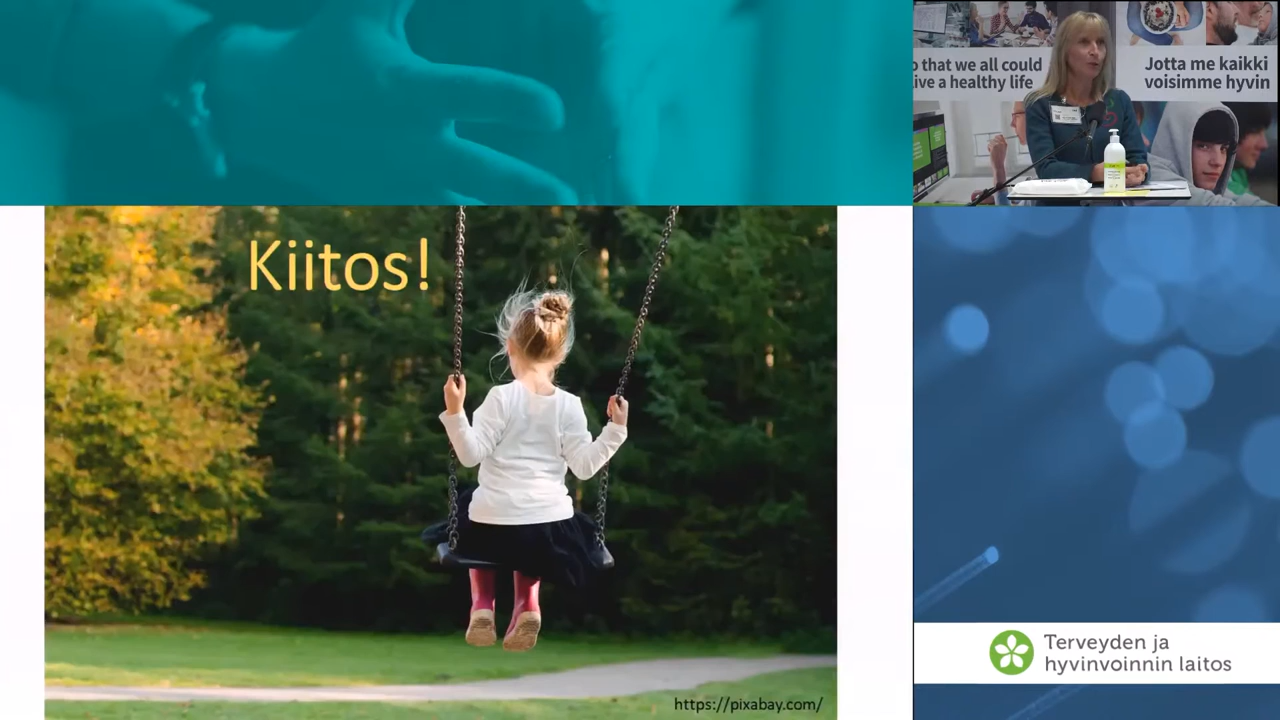 o that we all could
ive a healthy life
Jotta me kaikki
voisimme hyvin
Kiitos!
https://pixabay.com/
Terveyden ja
hyvinvoinnin laitos